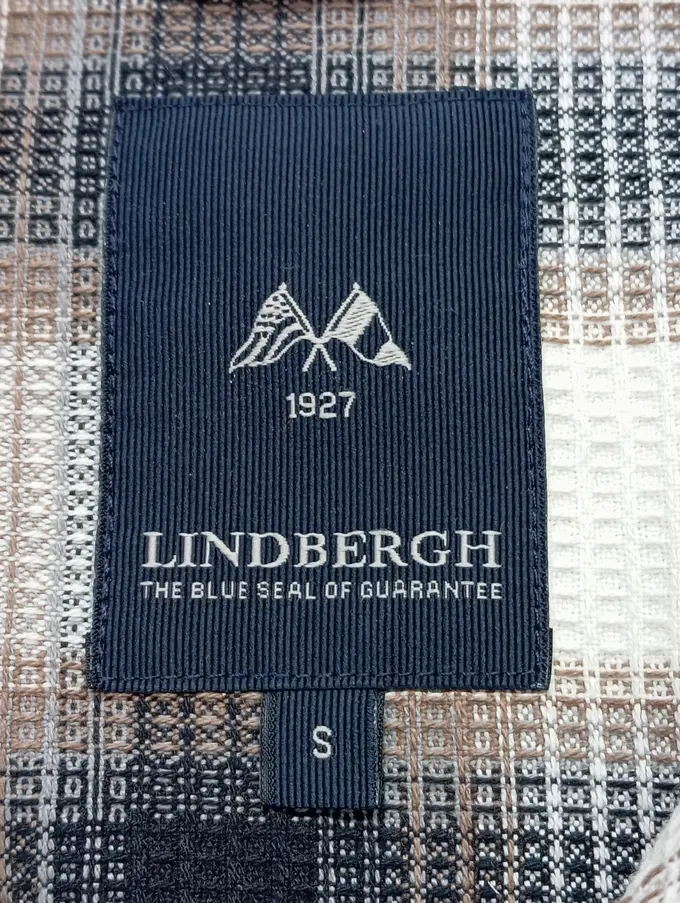 1927
LINDBERGH
THE BLUE SEAL OF GUARANTEE
S